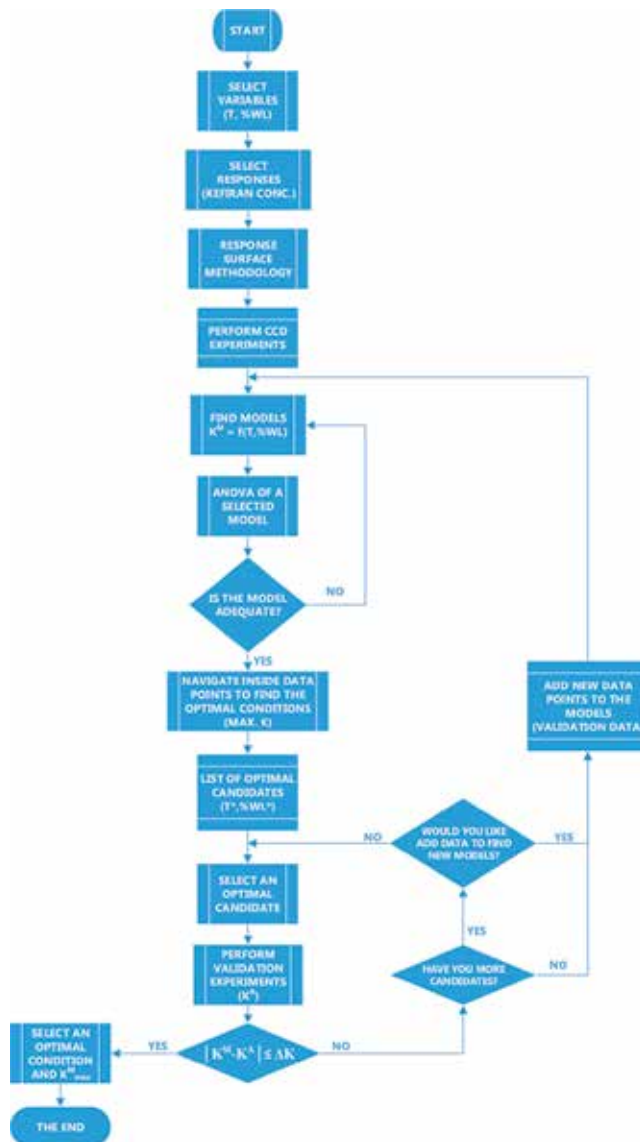 START
SELECT
VARIABLES
(T, %WL)
SELECT
RESPONSES
(KEFIRAN CONC.)
RESPONSE
SURFACE
METHODOLOGY
PERFORM CCD
EXPERIMENTS
FIND MODELS
K^M = f(T,%WL)
ANOVA OF A
SELECTED
MODEL
IS THE MODEL
ADEQUATE?
NO
YES
NAVIGATE INSIDE DATA
POINTS TO FIND THE
OPTIMAL CONDITIONS
(MAX. K)
ADD NEW DATA
POINTS TO THE
MODELS
(VALIDATION DATA
LIST OF OPTIMAL
CANDIDATES
(T*,%WL*)
WOULD YOU LIKE
ADD DATA TO FIND
NEW MODELS?
NO
YES
SELECT AN
OPTIMAL
CANDIDATE
YES
PERFORM
VALIDATION
EXPERIMENTS
(K^A)
HAVE YOU MORE
CANDIDATES?
NO
|K^M-K^A| ≤ ΔK
YES
NO
SELECT AN
OPTIMAL
CONDITION
AND K^M max
THE END